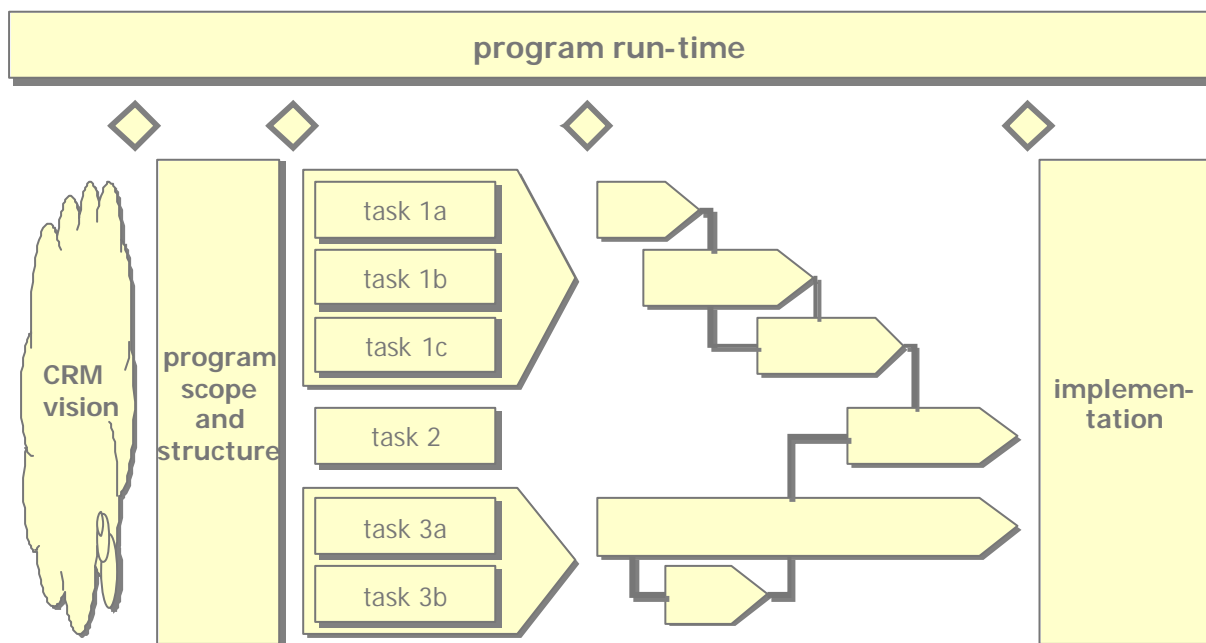 program run-time
CRM
vision
program
scope
and
structure
task 1a
task 1b
task 1c
task 2
task 3a
task 3b
implemen-
tation